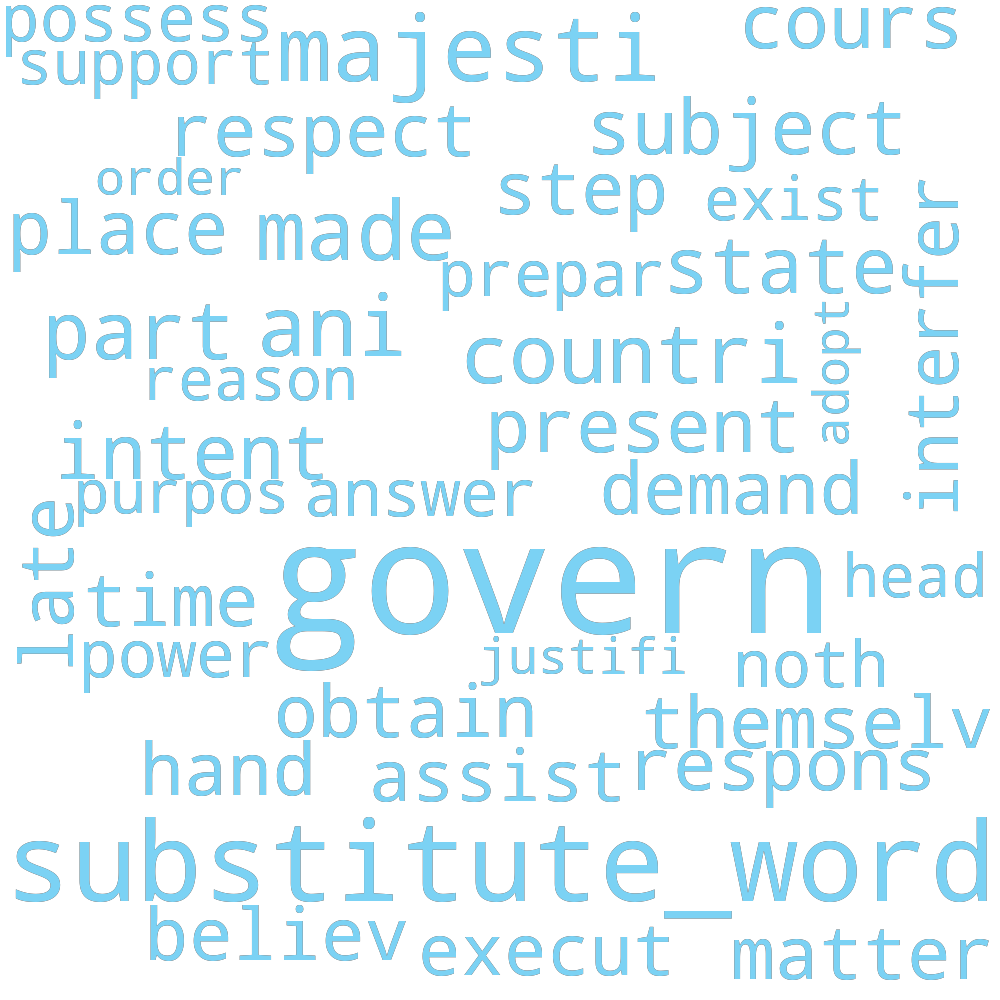 possess
majesti
cours
support
respect
subject
order
step
exist
place
made
prepar
state
interfer
part
ani
countri
adopt
reason
present
intent
purpos
answer
demand
late
govern
time
head
power
justifi
noth
obtain
themselv
hand
assist
respons
substitute_word
believ
execut
matter